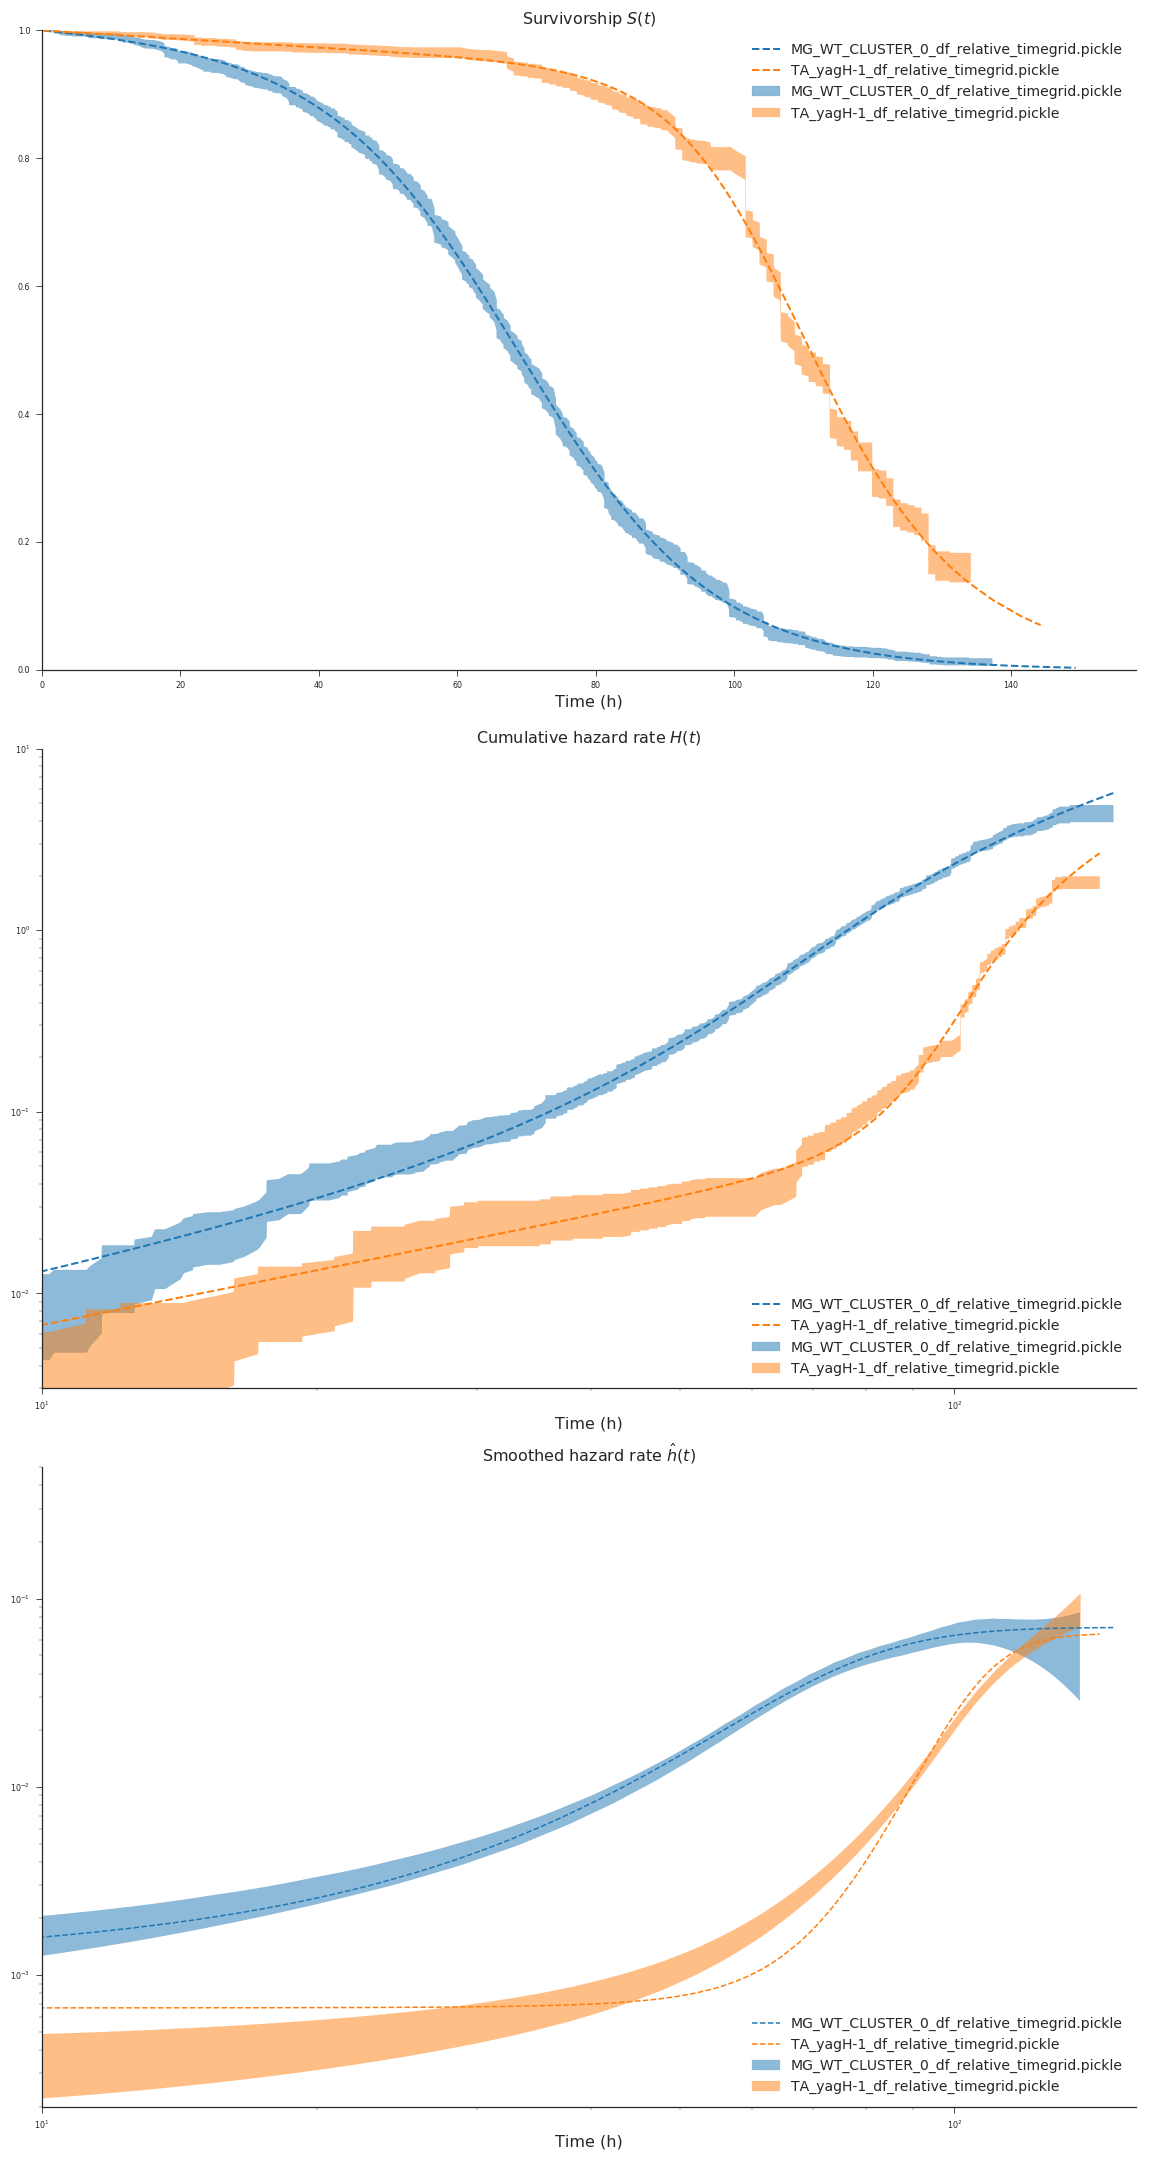 Survivorship S(t)
1.0
0.8
0.6
0.4
0.2
0.0
MG_WT_CLUSTER_0_df_relative_timegrid.pickle
TA_yagH-1_df_relative_timegrid.pickle
MG_WT_CLUSTER_0_df_relative_timegrid.pickle
TA_yagH-1_df_relative_timegrid.pickle
0 20 40 60 80 100 120 140
Time (h)
Cumulative hazard rate H(t)
10¹
10⁰
10⁻¹
10⁻²
MG_WT_CLUSTER_0_df_relative_timegrid.pickle
TA_yagH-1_df_relative_timegrid.pickle
MG_WT_CLUSTER_0_df_relative_timegrid.pickle
TA_yagH-1_df_relative_timegrid.pickle
10¹ 10²
Time (h)
Smoothed hazard rate ĥ(t)
10⁻¹
10⁻²
10⁻³
MG_WT_CLUSTER_0_df_relative_timegrid.pickle
TA_yagH-1_df_relative_timegrid.pickle
MG_WT_CLUSTER_0_df_relative_timegrid.pickle
TA_yagH-1_df_relative_timegrid.pickle
10¹ 10²
Time (h)